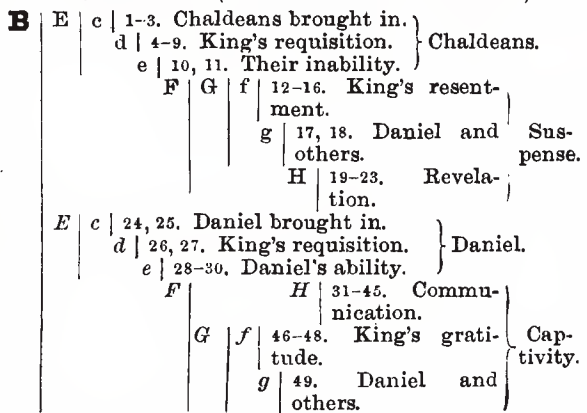 B | E | c | 1-3. Chaldeans brought in.
d | 4-9. King's requisition. } Chaldeans.
e | 10, 11. Their inability.
F | G | f | 12-16. King's resent-
ment.
g | 17, 18. Daniel and Sus-
others. pense.
H | 19-23. Revela-
tion.
E | c | 24, 25. Daniel brought in.
d | 26, 27. King's requisition. } Daniel.
e | 28-30. Daniel's ability.
F | H | 31-45. Commu-
nication.
G | f | 46-48. King's grati- Cap-
tude. tivity.
g | 49. Daniel and
others.